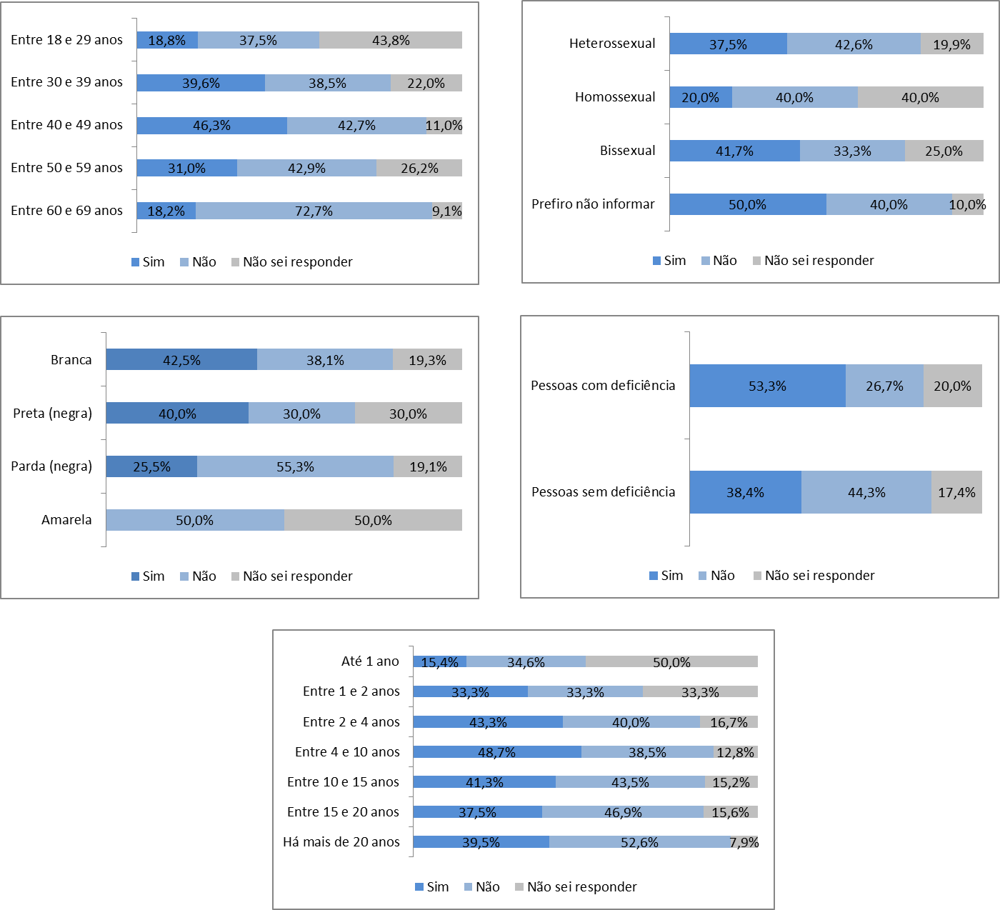 Entre 18 e 29 anos 18,8% 37,5% 43,8%
Entre 30 e 39 anos 39,6% 38,5% 22,0%
Entre 40 e 49 anos 46,3% 42,7% 11,0%
Entre 50 e 59 anos 31,0% 42,9% 26,2%
Entre 60 e 69 anos 18,2% 72,7% 9,1%
Sim Não Não sei responder
Heterossexual 37,5% 42,6% 19,9%
Homossexual 20,0% 40,0% 40,0%
Bissexual 41,7% 33,3% 25,0%
Prefiro não informar 50,0% 40,0% 10,0%
Sim Não Não sei responder
Branca 42,5% 38,1% 19,3%
Preta (negra) 40,0% 30,0% 30,0%
Parda (negra) 25,5% 55,3% 19,1%
Amarela 50,0% 50,0%
Sim Não Não sei responder
Pessoas com deficiência 53,3% 26,7% 20,0%
Pessoas sem deficiência 38,4% 44,3% 17,4%
Sim Não Não sei responder
Até 1 ano 15,4% 34,6% 50,0%
Entre 1 e 2 anos 33,3% 33,3% 33,3%
Entre 2 e 4 anos 43,3% 40,0% 16,7%
Entre 4 e 10 anos 48,7% 38,5% 12,8%
Entre 10 e 15 anos 41,3% 43,5% 15,2%
Entre 15 e 20 anos 37,5% 46,9% 15,6%
Há mais de 20 anos 39,5% 52,6% 7,9%
Sim Não Não sei responder